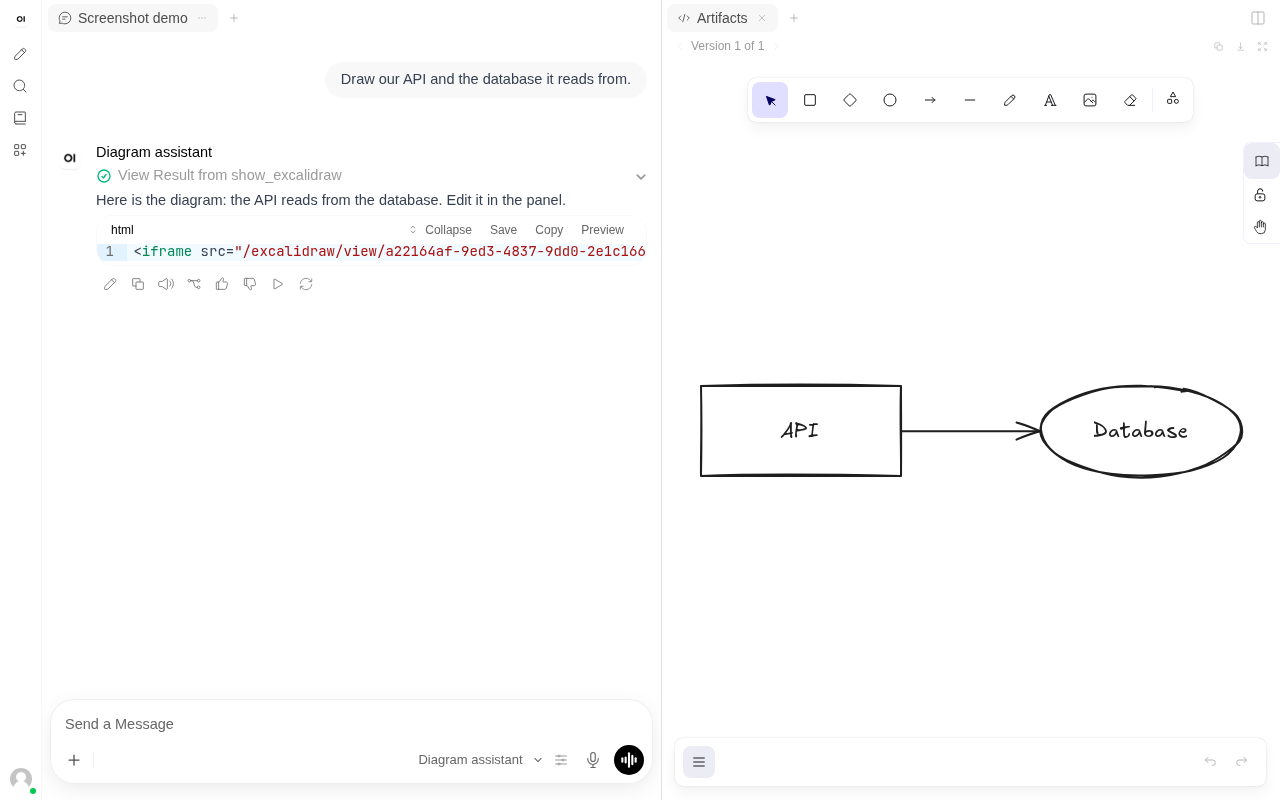 OI
Screenshot demo
Draw our API and the database it reads from.
OI
Diagram assistant
View Result from show_excalidraw
Here is the diagram: the API reads from the database. Edit it in the panel.
html
Collapse
Save
Copy
Preview
1 <iframe src="/excalidraw/view/a22164af-9ed3-4837-9dd0-2e1c166
Send a Message
Diagram assistant
Artifacts
Version 1 of 1
A
API
Database